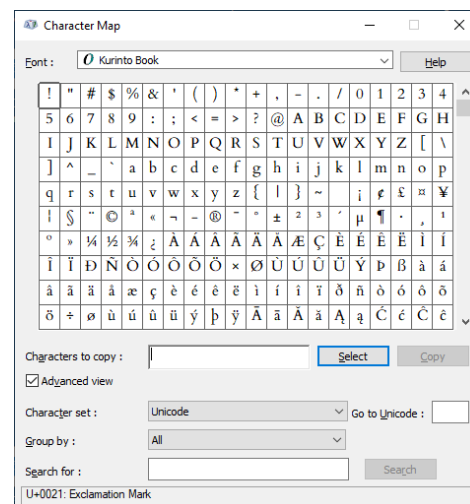 Character Map
Font : O Kurinto Book Help
! " # $ % & ' ( ) * + , - . / 0 1 2 3 4
5 6 7 8 9 : ; < = > ? @ A B C D E F G H
I J K L M N O P Q R S T U V W X Y Z [ \
] ^ _ ` a b c d e f g h i j k l m n o p
q r s t u v w x y z { | } ~ ¡ ¢ £ ¤ ¥
¦ § ¨ © ª « ¬ - ® ¯ ° ± ² ³ ´ µ ¶ · ¸ ¹
º » ¼ ½ ¾ ¿ À Á Â Ã Ä Å Æ Ç È É Ê Ë Ì Í
Î Ï Ð Ñ Ò Ó Ô Õ Ö × Ø Ù Ú Û Ü Ý Þ ß à á
â ã ä å æ ç è é ê ë ì í î ï ð ñ ò ó ô õ
ö ÷ ø ù ú û ü ý þ ÿ Ā ā Ă ă Ą ą Ć ć Ĉ ĉ
Characters to copy : Select Copy
Advanced view
Character set : Unicode Go to Unicode :
Group by : All
Search for : Search
U+0021: Exclamation Mark